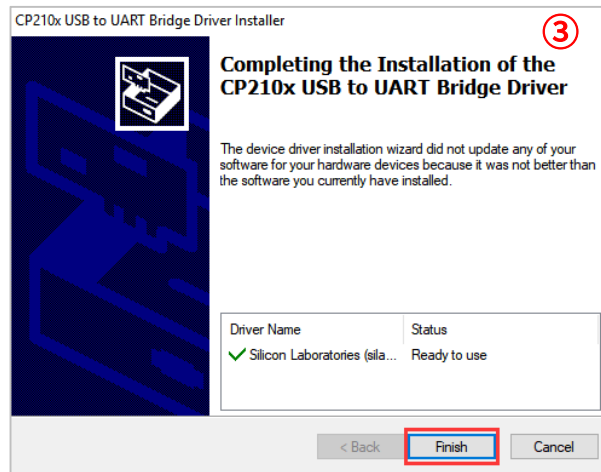 CP210x USB to UART Bridge Driver Installer
③
Completing the Installation of the
CP210x USB to UART Bridge Driver
The device driver installation wizard did not update any of your
software for your hardware devices because it was not better than
the software you currently have installed.
Driver Name Status
Silicon Laboratories (sila... Ready to use
< Back Finish Cancel